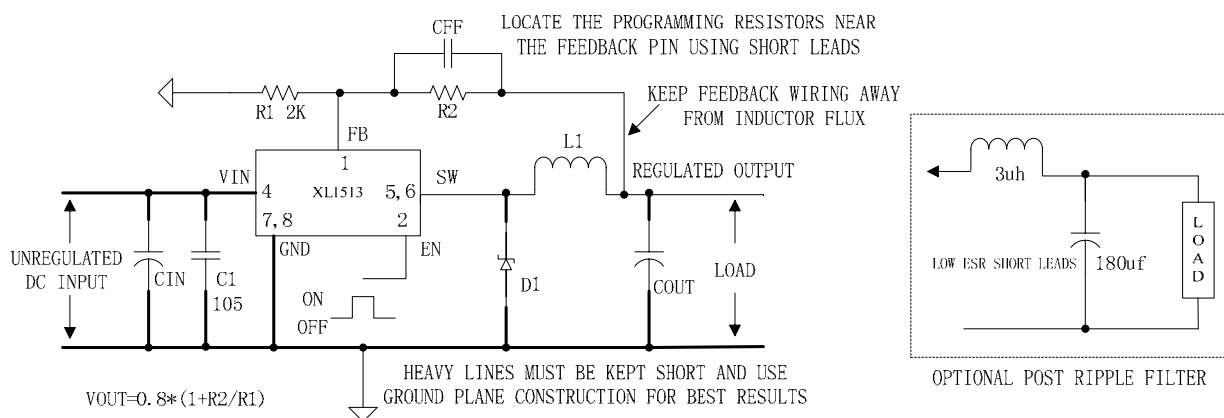 LOCATE THE PROGRAMMING RESISTORS NEAR
THE FEEDBACK PIN USING SHORT LEADS
CFF
R1 2K
R2
KEEP FEEDBACK WIRING AWAY
FROM INDUCTOR FLUX
FB
1
L1
VIN
SW
REGULATED OUTPUT
4
XL1513
5,6
7,8
2
GND
EN
UNREGULATED
DC INPUT
CIN
C1
105
ON
OFF
D1
COUT
LOAD
HEAVY LINES MUST BE KEPT SHORT AND USE
GROUND PLANE CONSTRUCTION FOR BEST RESULTS
VOUT=0.8*(1+R2/R1)
3uh
LOW ESR SHORT LEADS
180uf
LOAD
OPTIONAL POST RIPPLE FILTER